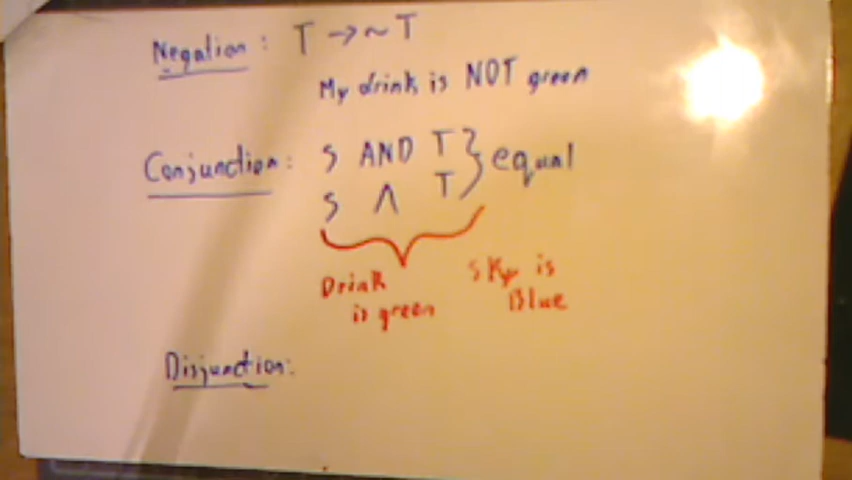 Negation: T → ~ T
My drink is NOT green
Conjunction: S AND T } equal
S ∧ T
Drink
is green
Sky is
Blue
Disjunction: